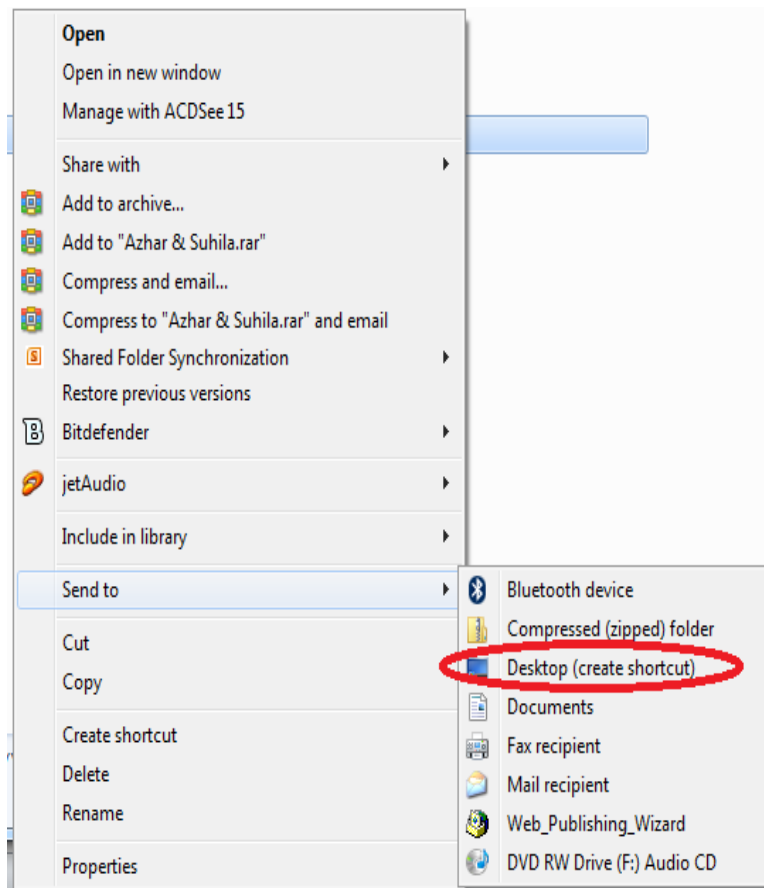 Open
Open in new window
Manage with ACDSee 15
Share with
Add to archive...
Add to "Azhar & Suhila.rar"
Compress and email...
Compress to "Azhar & Suhila.rar" and email
Shared Folder Synchronization
Restore previous versions
Bitdefender
jetAudio
Include in library
Send to
Cut
Copy
Create shortcut
Delete
Rename
Properties
Bluetooth device
Compressed (zipped) folder
Desktop (create shortcut)
Documents
Fax recipient
Mail recipient
Web_Publishing_Wizard
DVD RW Drive (F:) Audio CD